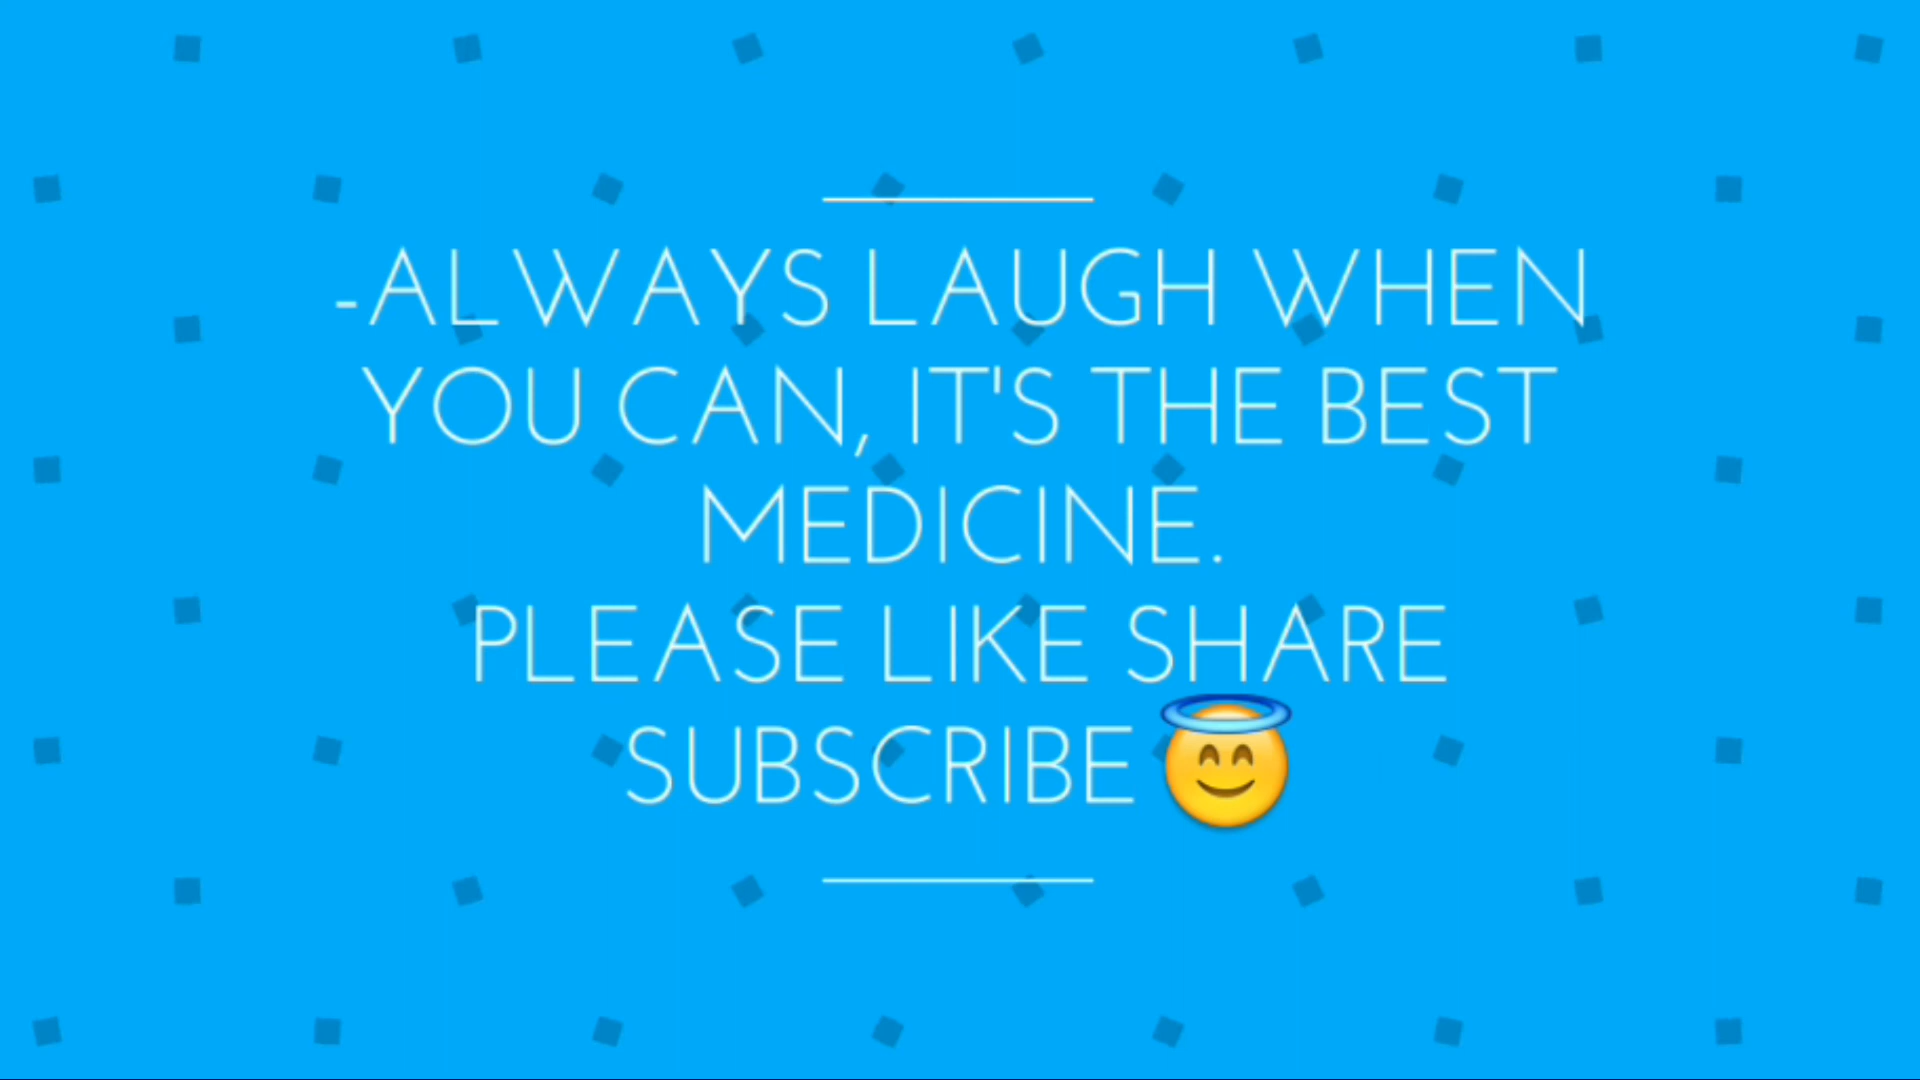 -ALWAYS LAUGH WHEN
YOU CAN, IT'S THE BEST
MEDICINE.
PLEASE LIKE SHARE
SUBSCRIBE 😇